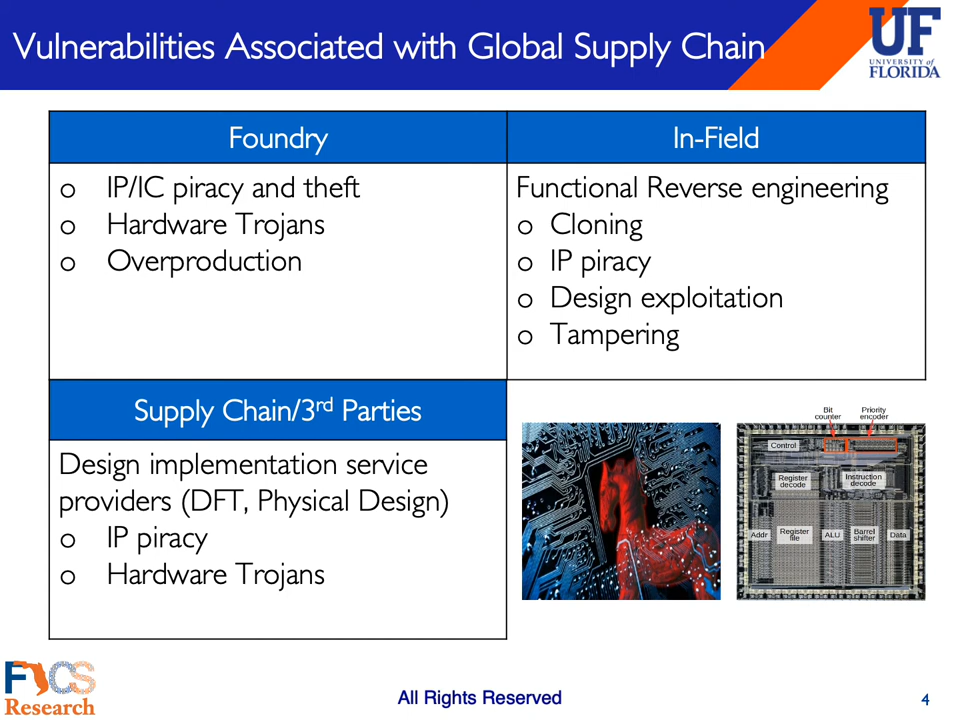 Vulnerabilities Associated with Global Supply Chain
UF
UNIVERSITY of
FLORIDA
Foundry
o IP/IC piracy and theft
o Hardware Trojans
o Overproduction
In-Field
Functional Reverse engineering
o Cloning
o IP piracy
o Design exploitation
o Tampering
Supply Chain/3rd Parties
Design implementation service
providers (DFT, Physical Design)
o IP piracy
o Hardware Trojans
Bit
counter
Priority
encoder
Control
Register
decode
Instruction
decode
Addr
Register
file
ALU
Barrel
shifter
Data
FICS
Research
All Rights Reserved
4